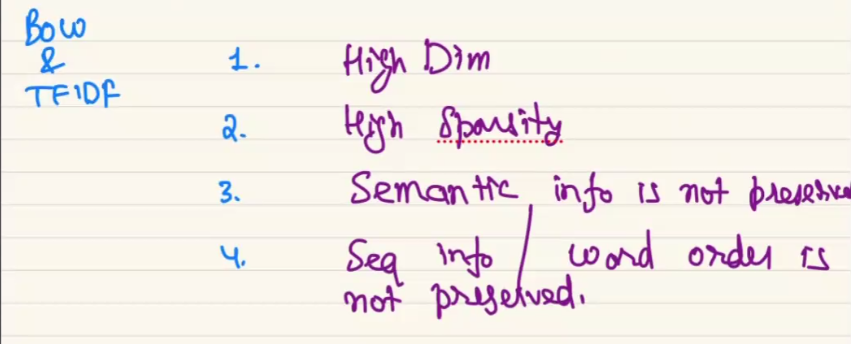 BOW
&
TFIDF
1. High Dim
2. High Sparsity
3. Semantic info is not preserve
4. Seq info / word order is
not preserved.